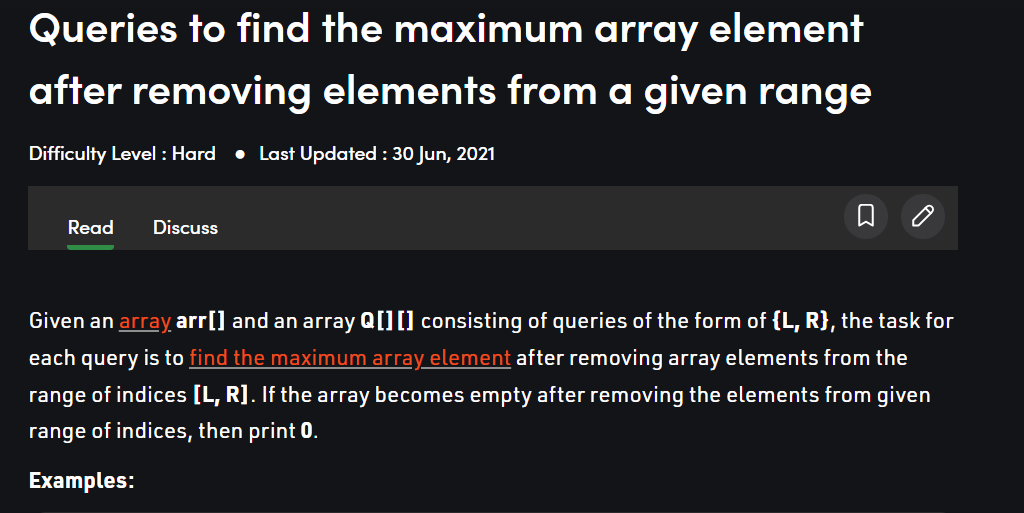 Queries to find the maximum array element
after removing elements from a given range
Difficulty Level : Hard ● Last Updated : 30 Jun, 2021
Read Discuss
Given an array arr[] and an array Q[][] consisting of queries of the form of {L, R}, the task for
each query is to find the maximum array element after removing array elements from the
range of indices [L, R]. If the array becomes empty after removing the elements from given
range of indices, then print 0.
Examples: